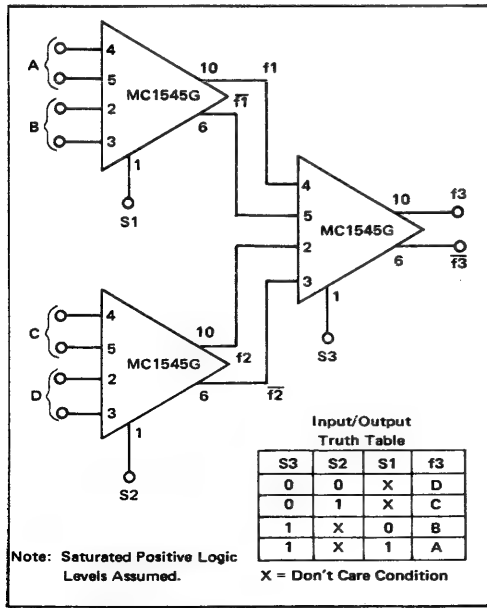 A
4
5
B
2
3
MC1545G
10
f1
6
f1
1
S1
4
5
2
3
MC1545G
10
f3
6
f3
1
S3
C
4
5
D
2
3
MC1545G
10
f2
6
f2
1
S2
Input/Output
Truth Table
S3 S2 S1 f3
0 0 X D
0 1 X C
1 X 0 B
1 X 1 A
X = Don't Care Condition
Note: Saturated Positive Logic
Levels Assumed.